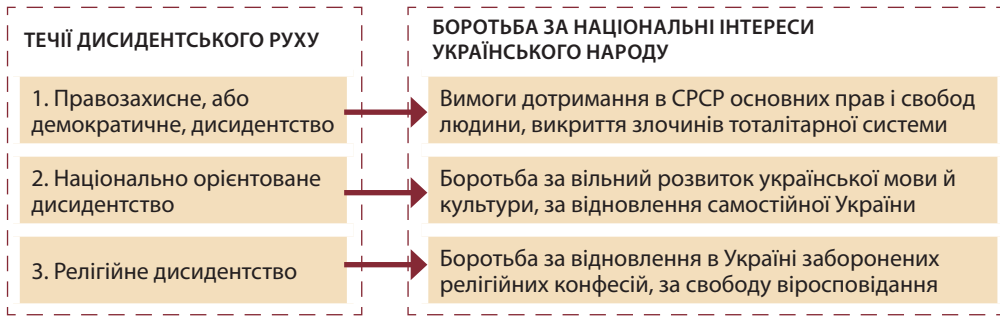 ТЕЧІЇ ДИСИДЕНТСЬКОГО РУХУ
БОРОТЬБА ЗА НАЦІОНАЛЬНІ ІНТЕРЕСИ
УКРАЇНСЬКОГО НАРОДУ
1. Правозахисне, або
демократичне, дисидентство
Вимоги дотримання в СРСР основних прав і свобод
людини, викриття злочинів тоталітарної системи
2. Національно орієнтоване
дисидентство
Боротьба за вільний розвиток української мови й
культури, за відновлення самостійної України
3. Релігійне дисидентство
Боротьба за відновлення в Україні заборонених
релігійних конфесій, за свободу віросповідання